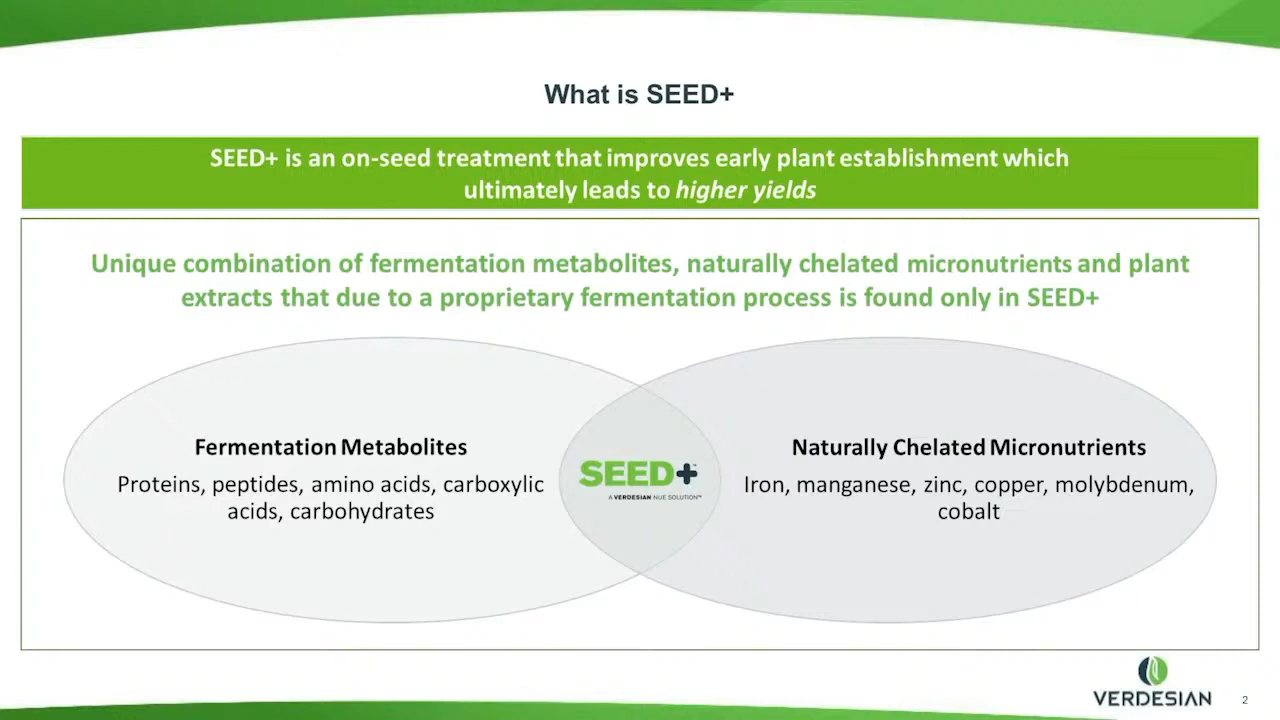 What is SEED+
SEED+ is an on-seed treatment that improves early plant establishment which
ultimately leads to higher yields
Unique combination of fermentation metabolites, naturally chelated micronutrients and plant
extracts that due to a proprietary fermentation process is found only in SEED+
Fermentation Metabolites
Proteins, peptides, amino acids, carboxylic
acids, carbohydrates
SEED+™
A VERDESIAN NUE SOLUTION™
Naturally Chelated Micronutrients
Iron, manganese, zinc, copper, molybdenum,
cobalt
VERDESIAN
2